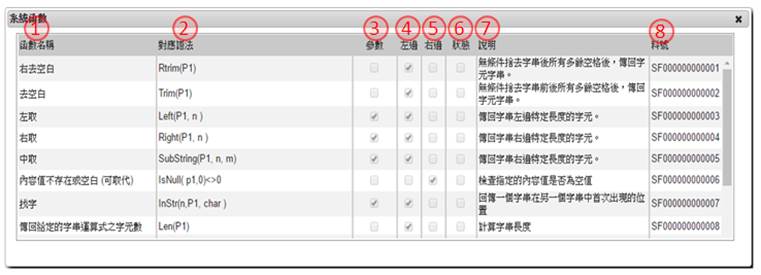 系統函數
① ② ③ ④ ⑤ ⑥ ⑦ ⑧
函數名稱 對應語法 參數 左邊 右邊 狀態 說明 料號
右去空白 Rtrim(P1) 無條件捨去字串後所有多餘空格後，傳回字元字串。 SF000000000001
去空白 Trim(P1) 無條件捨去字串前後所有多餘空格後，傳回字元字串。 SF000000000002
左取 Left(P1, n ) 傳回字串左邊特定長度的字元。 SF000000000003
右取 Right(P1, n ) 傳回字串右邊特定長度的字元。 SF000000000004
中取 SubString(P1, n, m) 傳回字串右邊特定長度的字元。 SF000000000005
內容值不存在或空白 (可取代) IsNull( p1,0)<>0 檢查指定的內容值是否為空值 SF000000000006
找字 InStr(n,P1, char ) 回傳一個字串在另一個字串中首次出現的位置 SF000000000007
傳回給定的字串運算式之字元數 Len(P1) 計算字串長度 SF000000000008